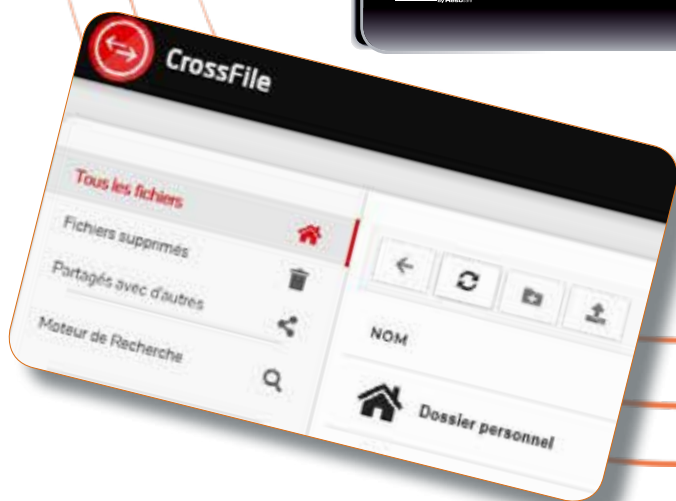 CrossFile
Tous les fichiers
Fichiers supprimés
Partagés avec d'autres
Moteur de Recherche
NOM
Dossier personnel